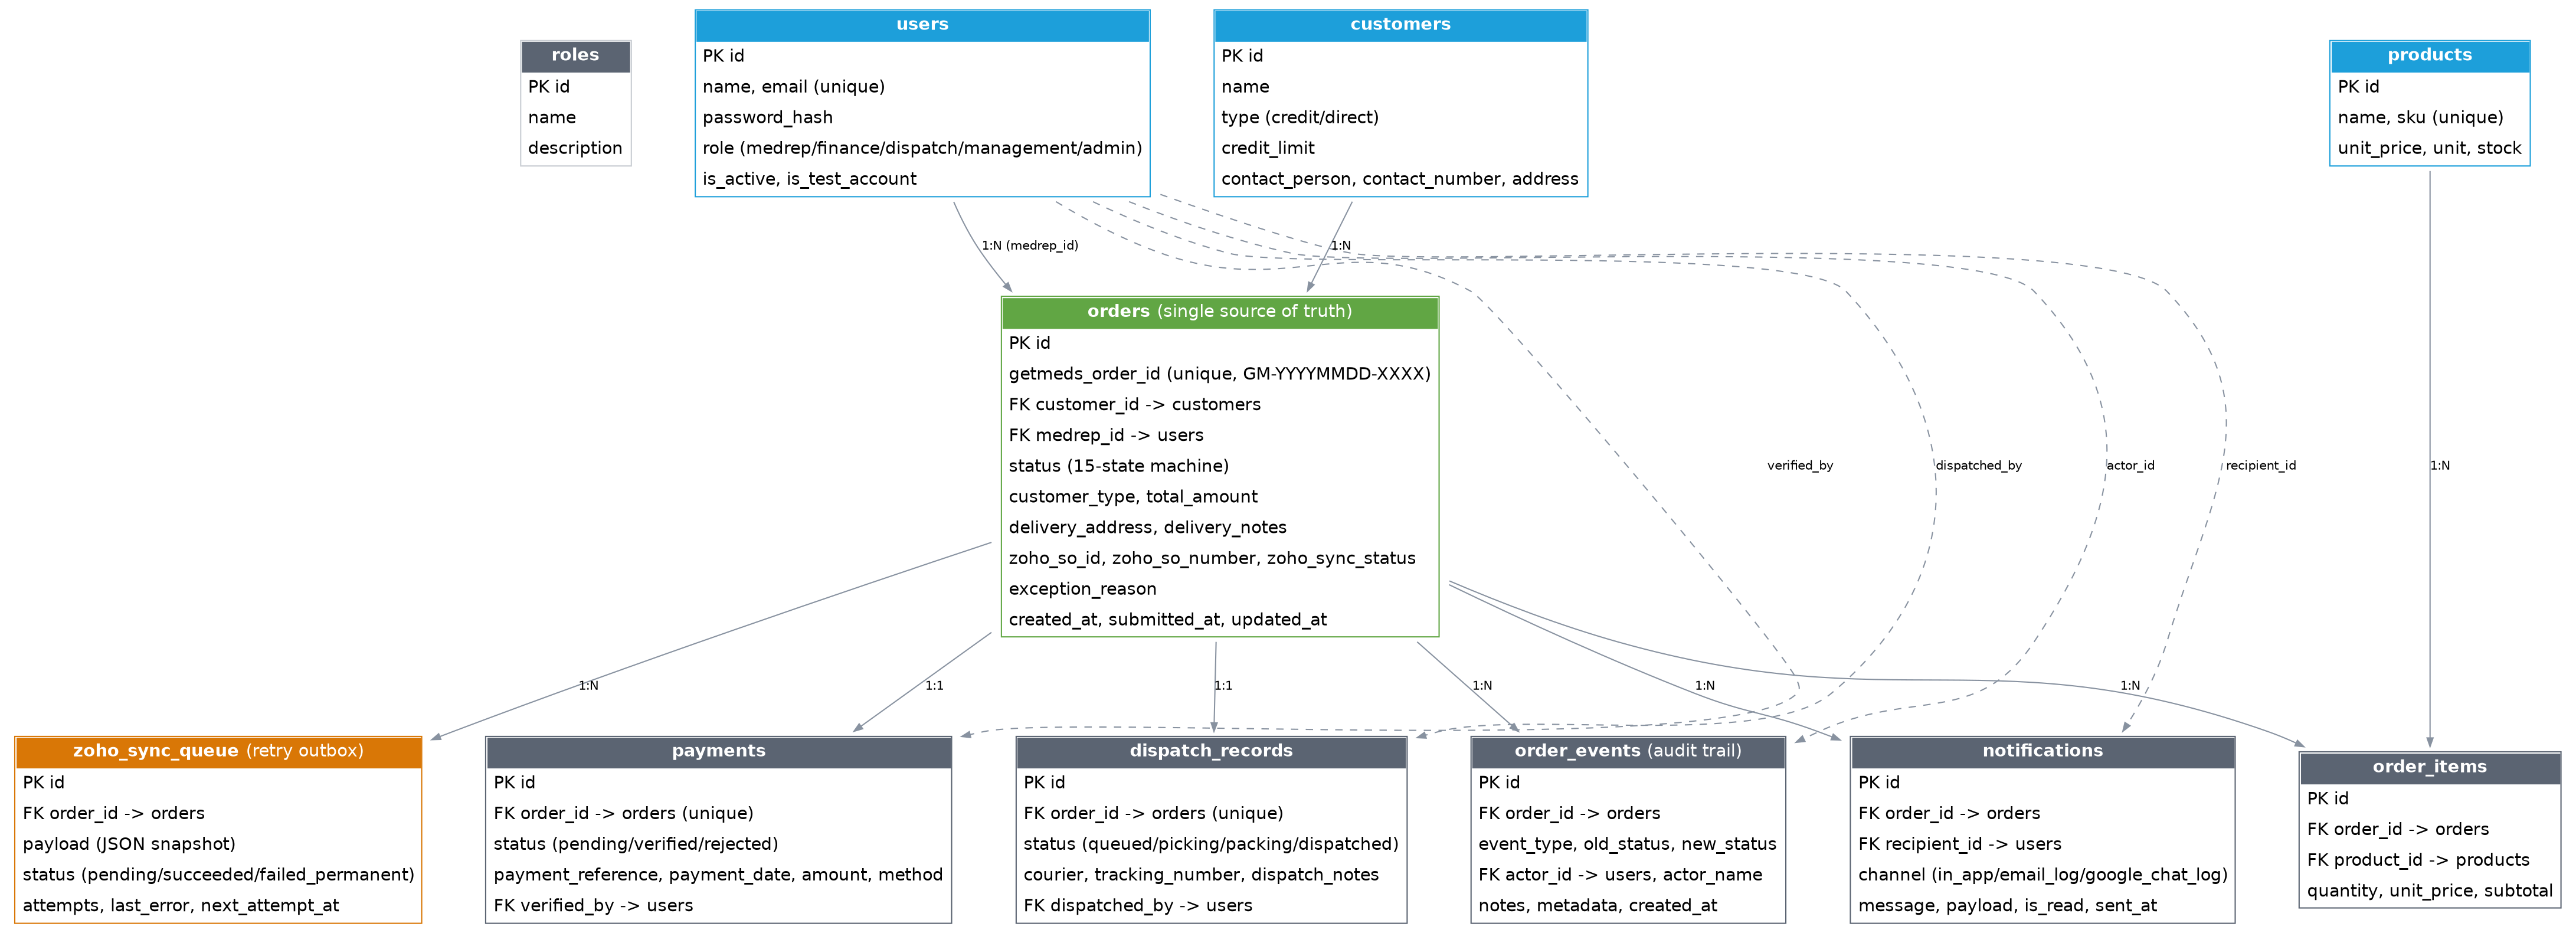 roles
PK id
name
description
users
PK id
name, email (unique)
password_hash
role (medrep/finance/dispatch/management/admin)
is_active, is_test_account
customers
PK id
name
type (credit/direct)
credit_limit
contact_person, contact_number, address
products
PK id
name, sku (unique)
unit_price, unit, stock
1:N (medrep_id)
1:N
orders (single source of truth)
PK id
getmeds_order_id (unique, GM-YYYYMMDD-XXXX)
FK customer_id -> customers
FK medrep_id -> users
status (15-state machine)
customer_type, total_amount
delivery_address, delivery_notes
zoho_so_id, zoho_so_number, zoho_sync_status
exception_reason
created_at, submitted_at, updated_at
verified_by
dispatched_by
actor_id
recipient_id
1:N
1:N
1:1
1:1
1:N
1:N
1:N
zoho_sync_queue (retry outbox)
PK id
FK order_id -> orders
payload (JSON snapshot)
status (pending/succeeded/failed_permanent)
attempts, last_error, next_attempt_at
payments
PK id
FK order_id -> orders (unique)
status (pending/verified/rejected)
payment_reference, payment_date, amount, method
FK verified_by -> users
dispatch_records
PK id
FK order_id -> orders (unique)
status (queued/picking/packing/dispatched)
courier, tracking_number, dispatch_notes
FK dispatched_by -> users
order_events (audit trail)
PK id
FK order_id -> orders
event_type, old_status, new_status
FK actor_id -> users, actor_name
notes, metadata, created_at
notifications
PK id
FK order_id -> orders
FK recipient_id -> users
channel (in_app/email_log/google_chat_log)
message, payload, is_read, sent_at
order_items
PK id
FK order_id -> orders
FK product_id -> products
quantity, unit_price, subtotal